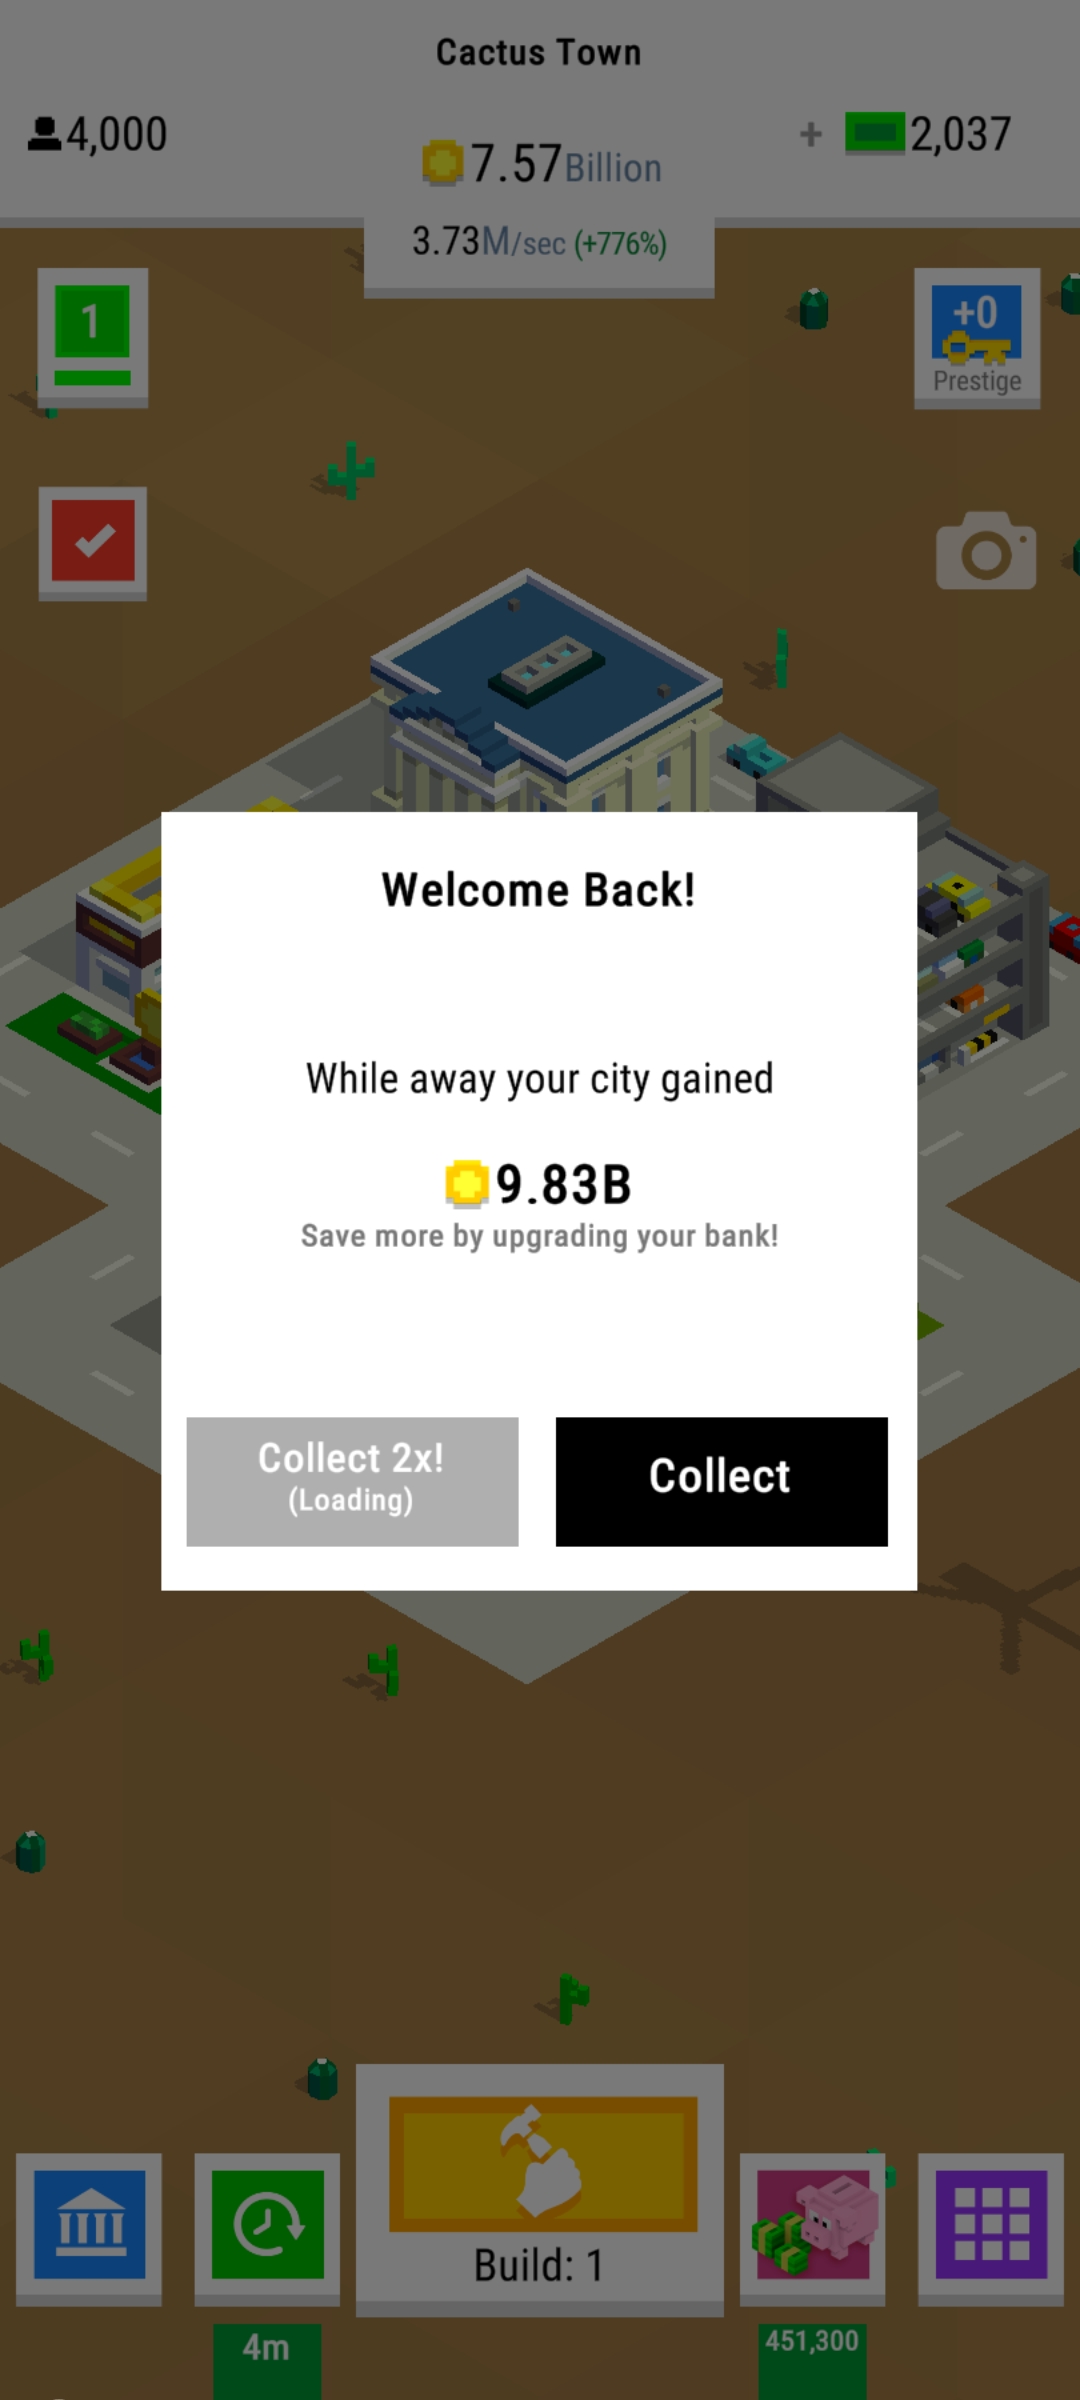 Cactus Town
4,000
7.57Billion
+ 2,037
3.73M/sec (+776%)
1
+0
Prestige
Welcome Back!
While away your city gained
9.83B
Save more by upgrading your bank!
Collect 2x!
(Loading)
Collect
Build: 1
4m
451,300